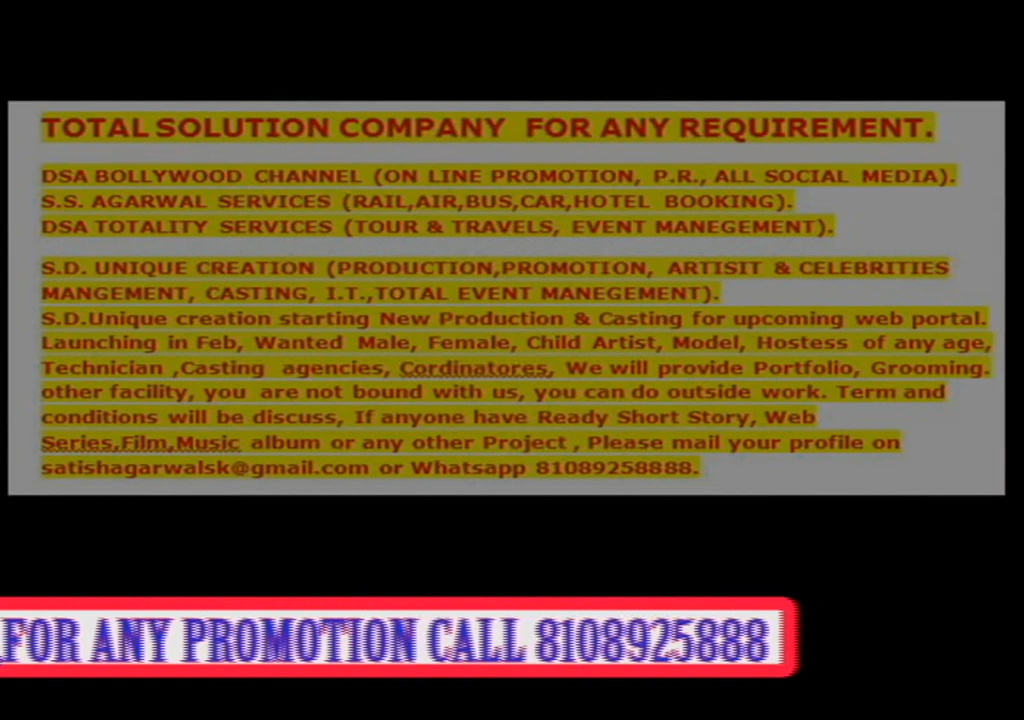 TOTAL SOLUTION COMPANY FOR ANY REQUIREMENT.
DSA BOLLYWOOD CHANNEL (ON LINE PROMOTION, P.R., ALL SOCIAL MEDIA).
S.S. AGARWAL SERVICES (RAIL,AIR,BUS,CAR,HOTEL BOOKING).
DSA TOTALITY SERVICES (TOUR & TRAVELS, EVENT MANEGEMENT).
S.D. UNIQUE CREATION (PRODUCTION,PROMOTION, ARTISIT & CELEBRITIES
MANGEMENT, CASTING, I.T.,TOTAL EVENT MANEGEMENT).
S.D.Unique creation starting New Production & Casting for upcoming web portal.
Launching in Feb, Wanted Male, Female, Child Artist, Model, Hostess of any age,
Technician ,Casting agencies, Cordinatores, We will provide Portfolio, Grooming.
other facility, you are not bound with us, you can do outside work. Term and
conditions will be discuss, If anyone have Ready Short Story, Web
Series,Film,Music album or any other Project , Please mail your profile on
satishagarwalsk@gmail.com or Whatsapp 81089258888.
FOR ANY PROMOTION CALL 8108925888